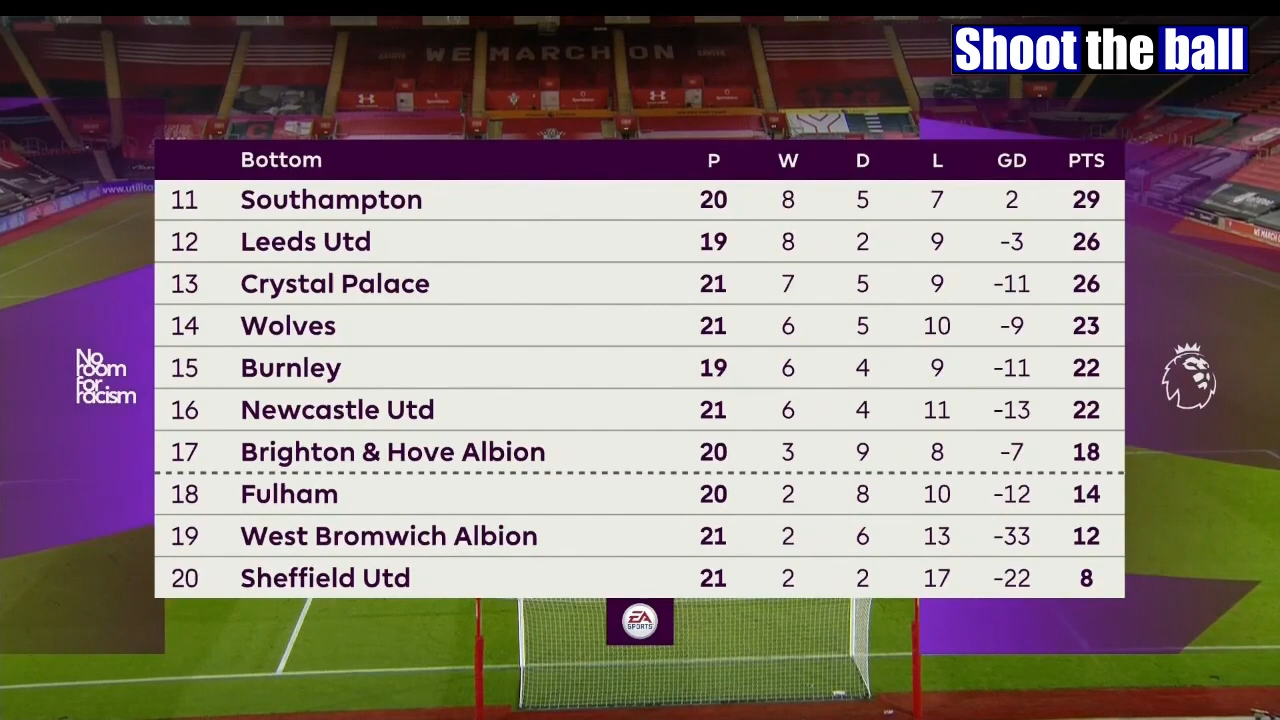 Shoot the ball
WE MARCH ON
Bottom P W D L GD PTS
11 Southampton 20 8 5 7 2 29
12 Leeds Utd 19 8 2 9 -3 26
13 Crystal Palace 21 7 5 9 -11 26
14 Wolves 21 6 5 10 -9 23
15 Burnley 19 6 4 9 -11 22
16 Newcastle Utd 21 6 4 11 -13 22
17 Brighton & Hove Albion 20 3 9 8 -7 18
18 Fulham 20 2 8 10 -12 14
19 West Bromwich Albion 21 2 6 13 -33 12
20 Sheffield Utd 21 2 2 17 -22 8
www.utilita
No
room
for
racism
EA
SPORTS